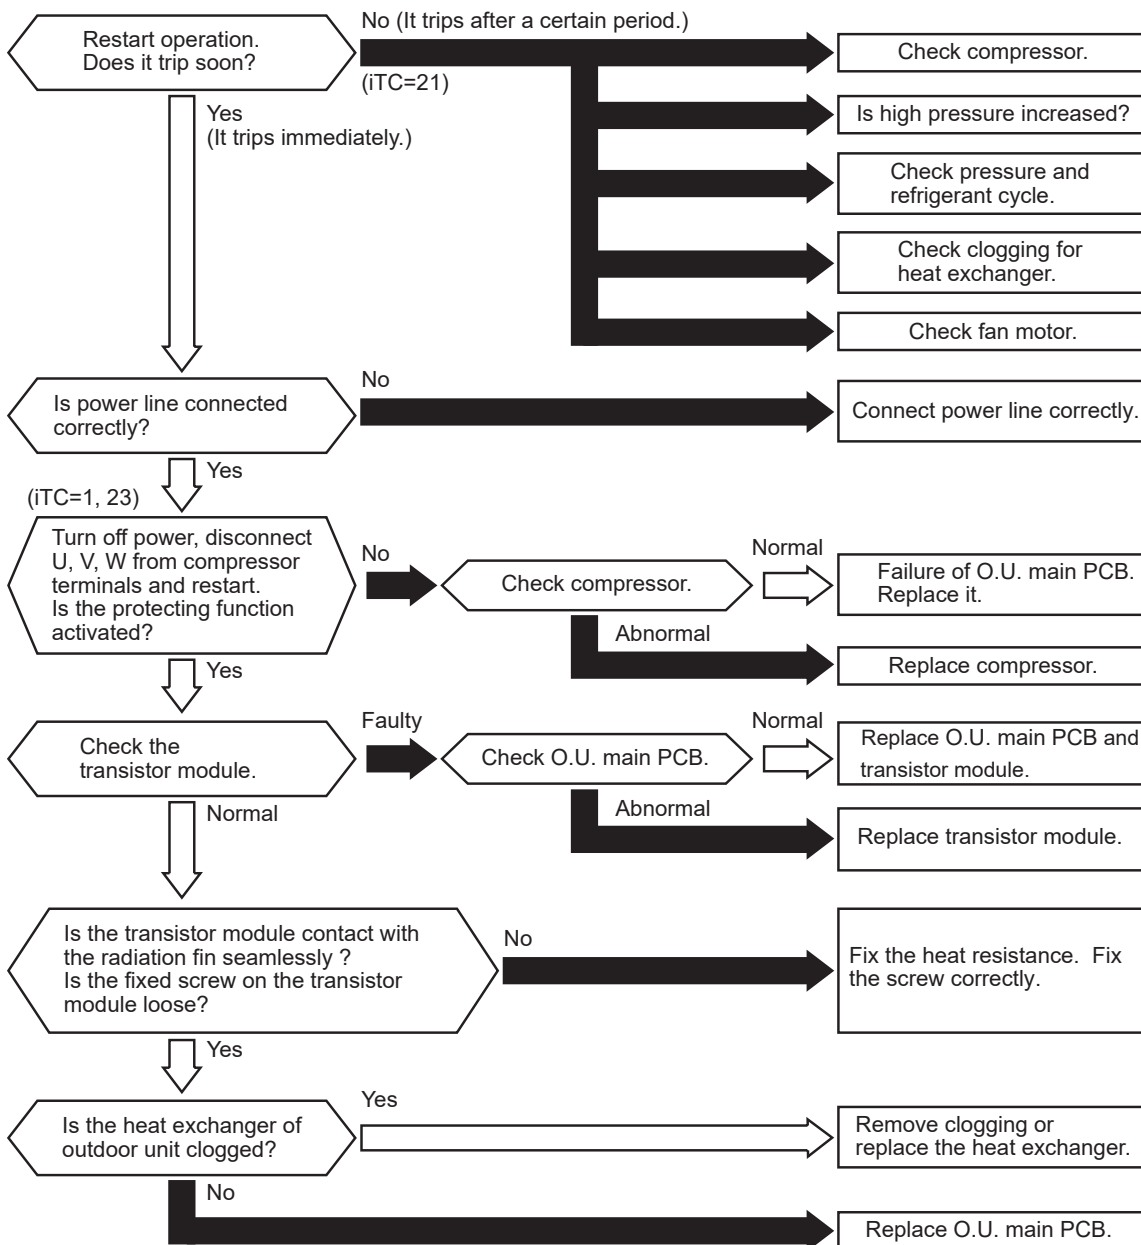 No (It trips after a certain period.)
Restart operation.
Does it trip soon?
Check compressor.
(iTC=21)
Yes
(It trips immediately.)
Is high pressure increased?
Check pressure and
refrigerant cycle.
Check clogging for
heat exchanger.
Check fan motor.
No
Is power line connected
correctly?
Connect power line correctly.
Yes
(iTC=1, 23)
Turn off power, disconnect
U, V, W from compressor
terminals and restart.
Is the protecting function
activated?
No
Check compressor.
Normal
Failure of O.U. main PCB.
Replace it.
Abnormal
Replace compressor.
Yes
Check the
transistor module.
Faulty
Check O.U. main PCB.
Normal
Replace O.U. main PCB and
transistor module.
Abnormal
Replace transistor module.
Normal
Is the transistor module contact with
the radiation fin seamlessly ?
Is the fixed screw on the transistor
module loose?
No
Fix the heat resistance.  Fix
the screw correctly.
Yes
Is the heat exchanger of
outdoor unit clogged?
Yes
Remove clogging or
replace the heat exchanger.
No
Replace O.U. main PCB.